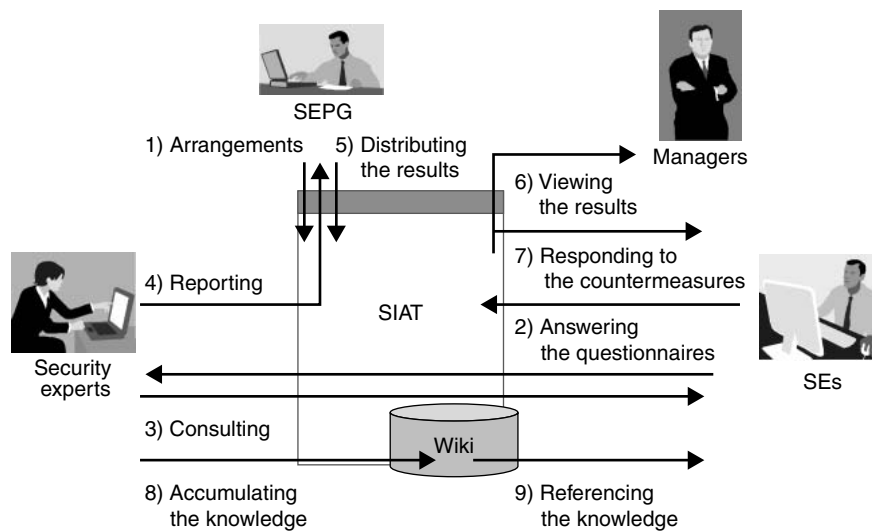 SEPG
1) Arrangements
5) Distributing
the results
Managers
6) Viewing
the results
7) Responding to
the countermeasures
4) Reporting
SIAT
2) Answering
the questionnaires
Security
experts
SEs
3) Consulting
Wiki
8) Accumulating
the knowledge
9) Referencing
the knowledge